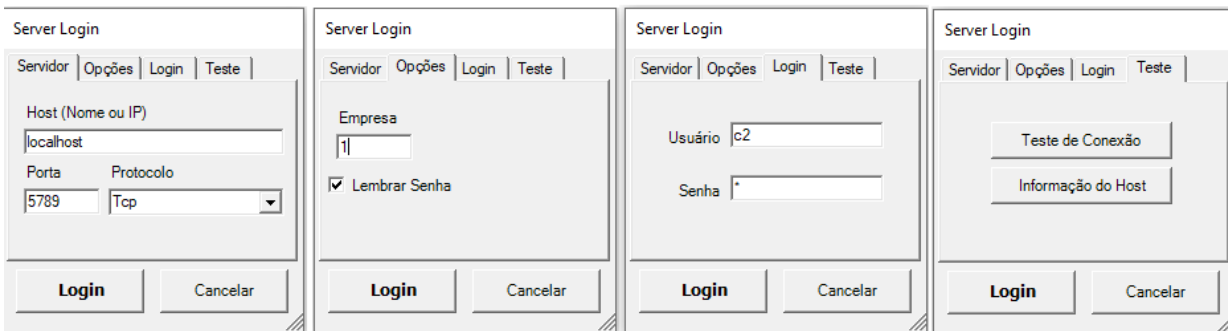 Server Login
Servidor Opções Login Teste
Host (Nome ou IP)
localhost
Porta Protocolo
5789 Tcp
Login Cancelar
Server Login
Servidor Opções Login Teste
Empresa
1
Lembrar Senha
Login Cancelar
Server Login
Servidor Opções Login Teste
Usuário c2
Senha *
Login Cancelar
Server Login
Servidor Opções Login Teste
Teste de Conexão
Informação do Host
Login Cancelar